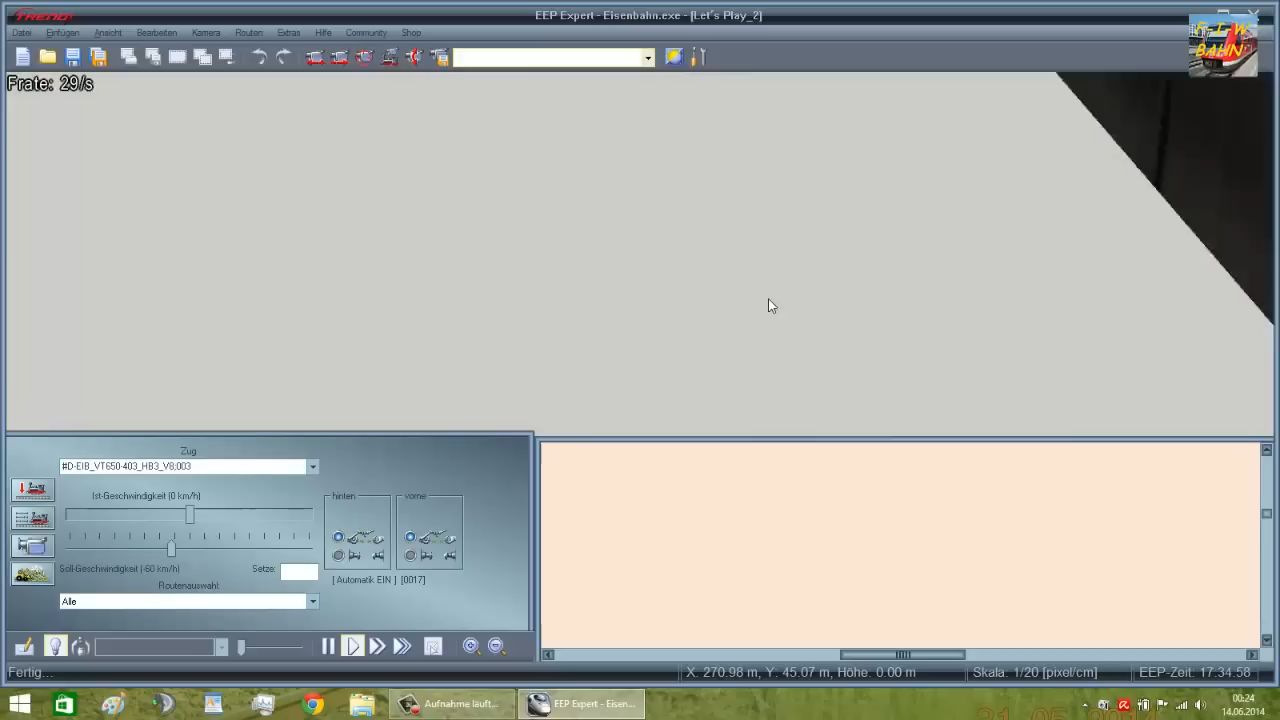 TREND
EEP Expert - Eisenbahn.exe - [Let's Play_2]
Datei Einfügen Ansicht Bearbeiten Kamera Routen Extras Hilfe Community Shop
BAHN
Frate: 29/s
Zug
#D-EIB_VT650-403_HB3_V8;003
Ist-Geschwindigkeit (0 km/h)
hinten vorne
Soll-Geschwindigkeit (-60 km/h) Setze:
[ Automatik EIN ] [0017]
Routenauswahl:
Alle
Fertig...
X: 270.98 m, Y: 45.07 m, Höhe: 0.00 m
Skala: 1/20 [pixel/cm]
EEP-Zeit: 17:34.58
Aufnahme läuft...
EEP Expert - Eisen...
00:24
14.06.2014